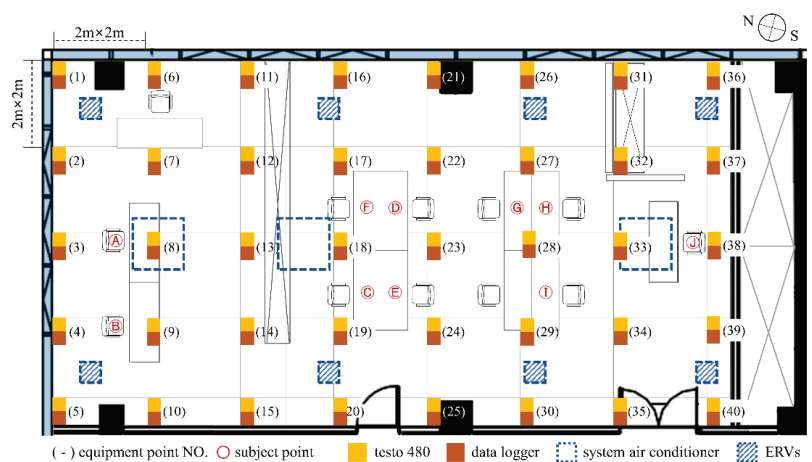 2m×2m
N
S
2m×2m
(1) (6) (11) (16) (21) (26) (31) (36)
(2) (7) (12) (17) (22) (27) (32) (37)
F D G H
A
(3) (8) (13) (18) (23) (28) (33) J (38)
C E I
B
(4) (9) (14) (19) (24) (29) (34) (39)
(5) (10) (15) (20) (25) (30) (35) (40)
( - ) equipment point NO. subject point testo 480 data logger system air conditioner ERVs